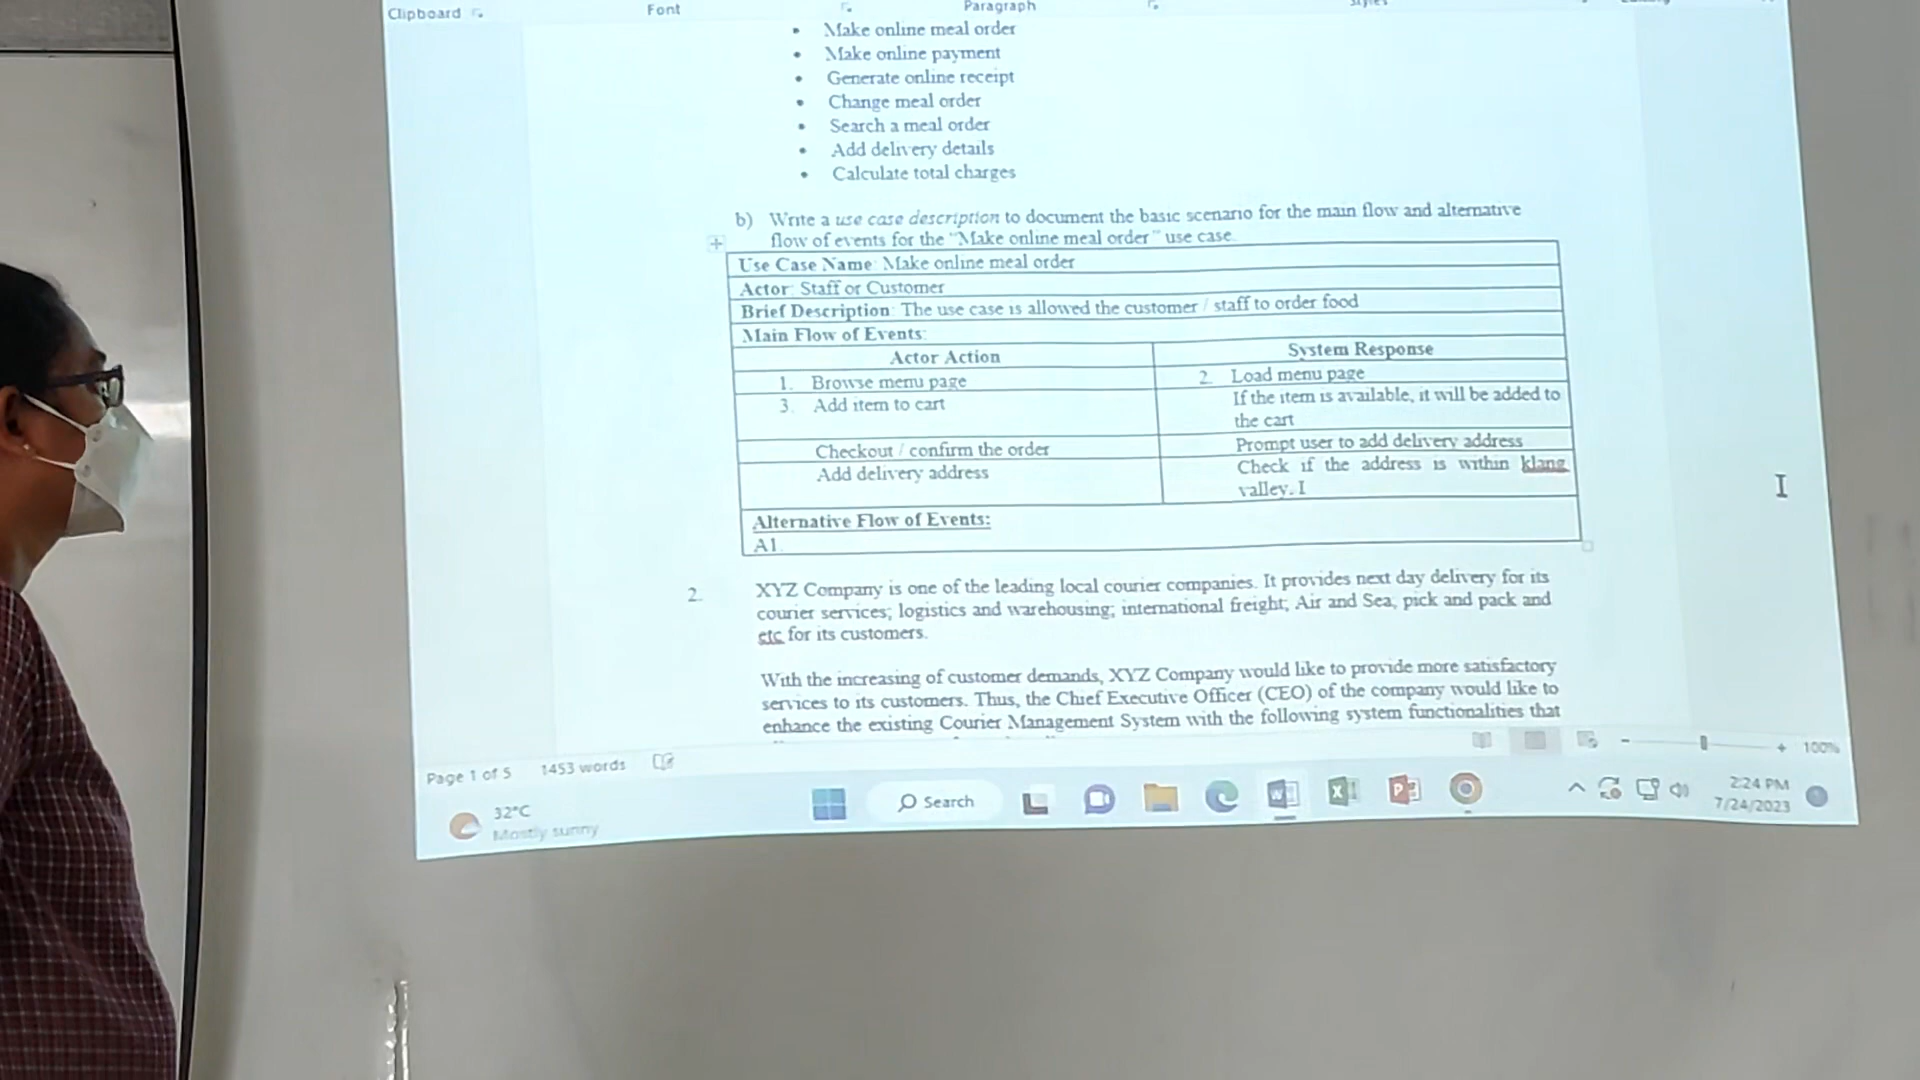 Clipboard
Font
Paragraph
Styles
• Make online meal order
• Make online payment
• Generate online receipt
• Change meal order
• Search a meal order
• Add delivery details
• Calculate total charges
b) Write a use case description to document the basic scenario for the main flow and alternative
flow of events for the "Make online meal order" use case.
Use Case Name: Make online meal order
Actor: Staff or Customer
Brief Description: The use case is allowed the customer / staff to order food
Main Flow of Events:
Actor Action
System Response
1. Browse menu page
2. Load menu page
3. Add item to cart
If the item is available, it will be added to
the cart
Checkout / confirm the order
Prompt user to add delivery address
Add delivery address
Check if the address is within klang
valley. I
Alternative Flow of Events:
A1.
2. XYZ Company is one of the leading local courier companies. It provides next day delivery for its
courier services; logistics and warehousing; international freight; Air and Sea; pick and pack and
etc for its customers.
With the increasing of customer demands, XYZ Company would like to provide more satisfactory
services to its customers. Thus, the Chief Executive Officer (CEO) of the company would like to
enhance the existing Courier Management System with the following system functionalities that
Page 1 of 5 1453 words
100%
32°C
Mostly sunny
Search
2:24 PM
7/24/2023